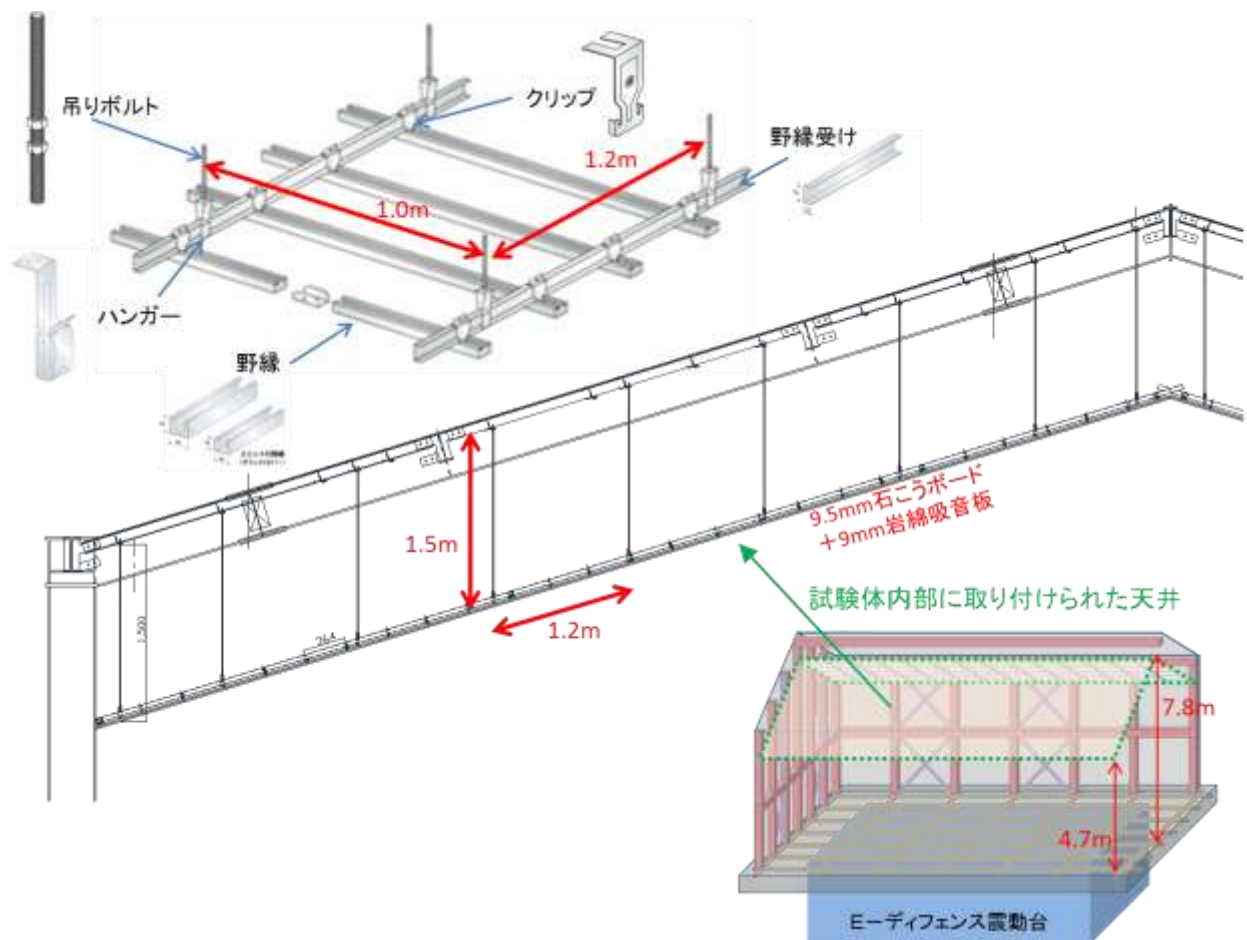 吊りボルト
クリップ
野縁受け
1.2m
1.0m
ハンガー
野縁
1.5m
1.2m
1,500
264
9.5mm石こうボード
＋9mm岩綿吸音板
試験体内部に取り付けられた天井
7.8m
4.7m
E－ディフェンス震動台